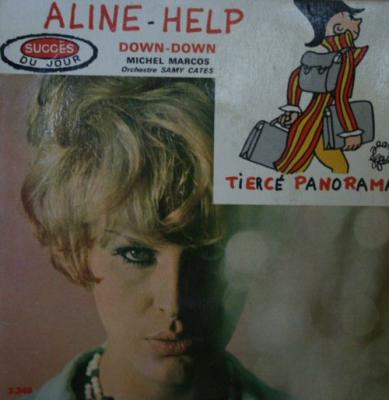 ALINE-HELP
SUCCÈS
DU JOUR
DOWN-DOWN
MICHEL MARCOS
Orchestre SAMY CATES
TIERCÉ PANORAMA